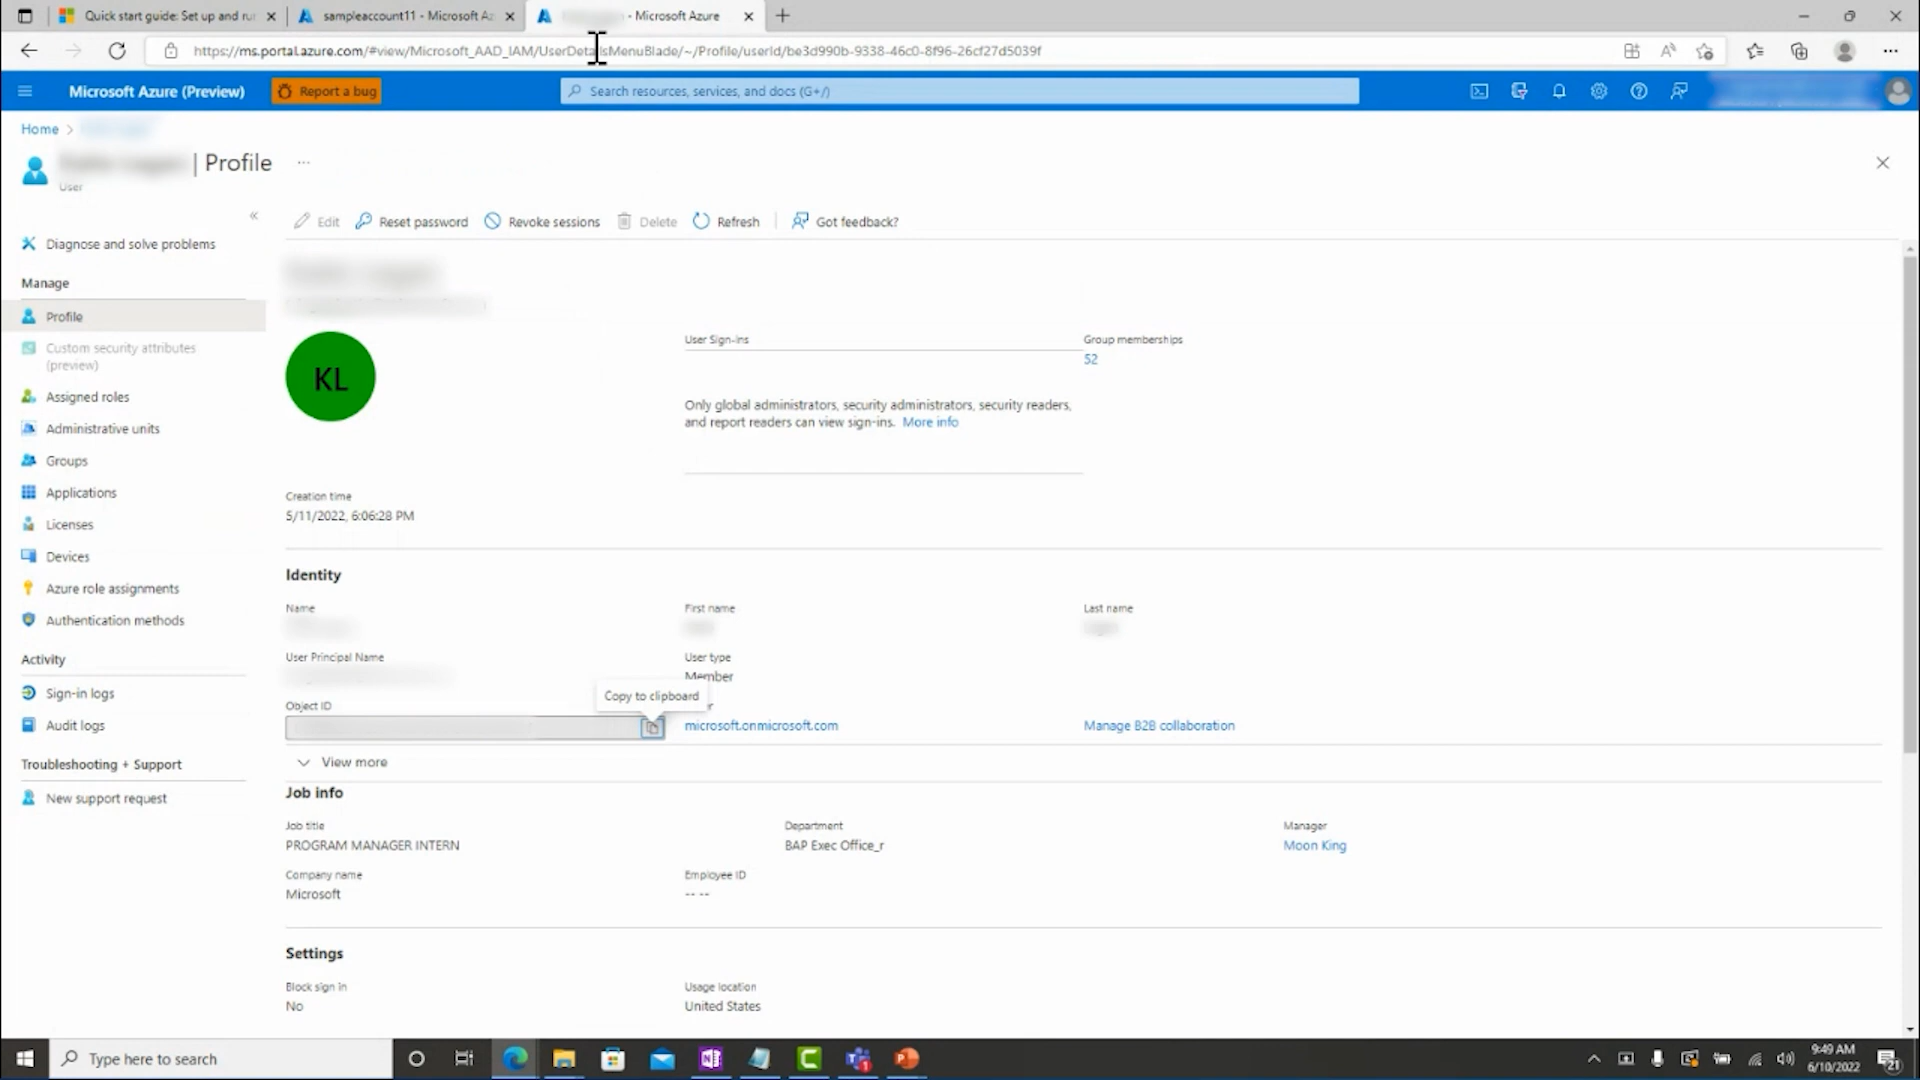 Quick start guide: Set up and ru
sampleaccount11 - Microsoft Az
- Microsoft Azure
https://ms.portal.azure.com/#view/Microsoft_AAD_IAM/UserDetailsMenuBlade/~/Profile/userId/be3d990b-9338-46c0-8f96-26cf27d5039f
Microsoft Azure (Preview)
Report a bug
Search resources, services, and docs (G+/)
Home >
| Profile ...
User
Edit
Reset password
Revoke sessions
Delete
Refresh
Got feedback?
Diagnose and solve problems
Manage
Profile
Custom security attributes
(preview)
Assigned roles
Administrative units
Groups
Applications
Licenses
Devices
Azure role assignments
Authentication methods
Activity
Sign-in logs
Audit logs
Troubleshooting + Support
New support request
KL
User Sign-ins
Group memberships
52
Only global administrators, security administrators, security readers,
and report readers can view sign-ins. More info
Creation time
5/11/2022, 6:06:28 PM
Identity
Name
First name
Last name
User Principal Name
User type
Member
Copy to clipboard
Object ID
r
microsoft.onmicrosoft.com
Manage B2B collaboration
View more
Job info
Job title
PROGRAM MANAGER INTERN
Department
BAP Exec Office_r
Manager
Moon King
Company name
Microsoft
Employee ID
-- --
Settings
Block sign in
No
Usage location
United States
Type here to search
9:49 AM
6/10/2022
21